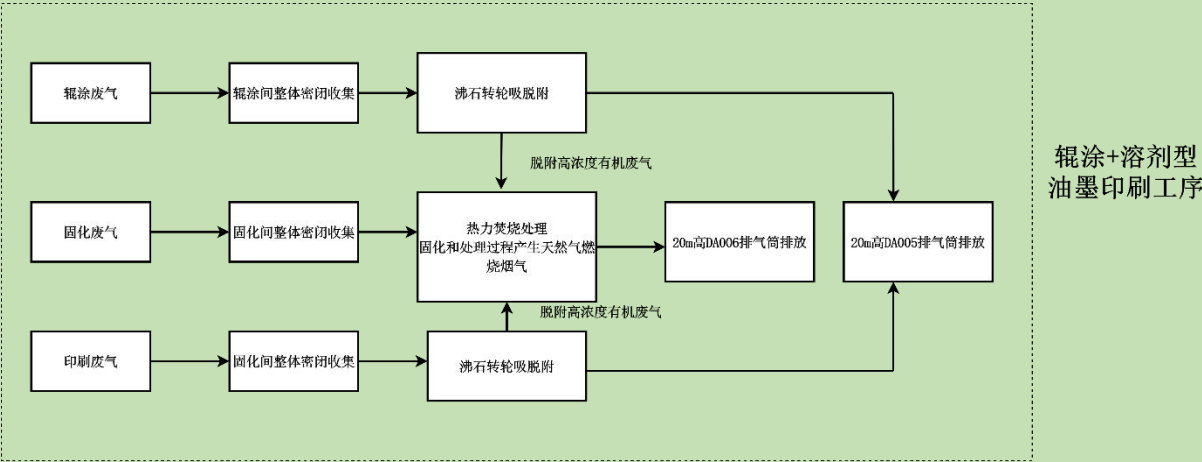 辊涂废气
辊涂间整体密闭收集
沸石转轮吸脱附
脱附高浓度有机废气
固化废气
固化间整体密闭收集
热力焚烧处理
固化和处理过程产生天然气燃
烧烟气
20m高DA006排气筒排放
20m高DA005排气筒排放
脱附高浓度有机废气
印刷废气
固化间整体密闭收集
沸石转轮吸脱附
辊涂+溶剂型
油墨印刷工序